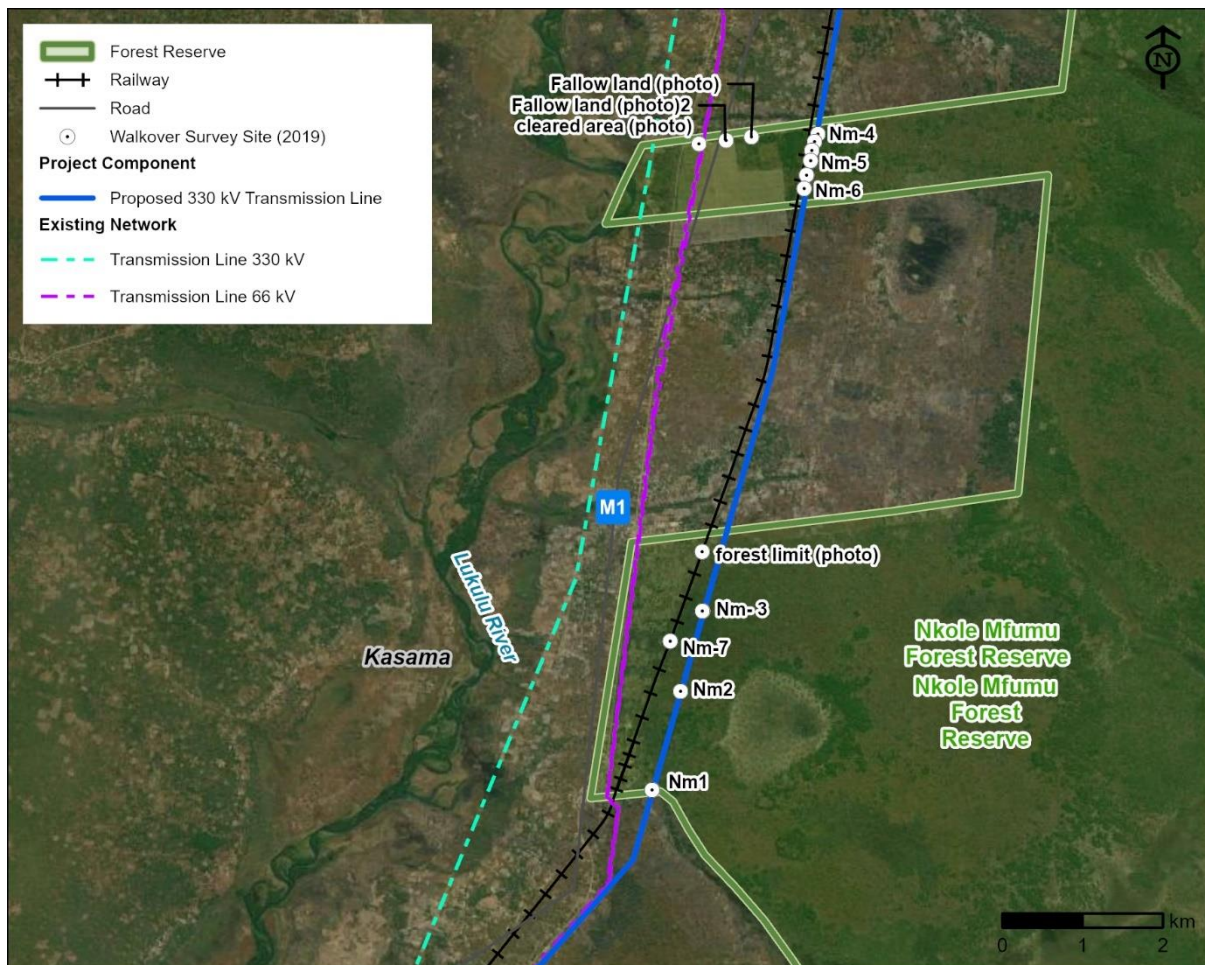 Forest Reserve
Railway
Road
Walkover Survey Site (2019)
Project Component
Proposed 330 kV Transmission Line
Existing Network
Transmission Line 330 kV
Transmission Line 66 kV
N
Fallow land (photo)
Fallow land (photo)2
cleared area (photo)
Nm-4
Nm-5
Nm-6
M1
forest limit (photo)
Lukulu River
Nm- 3
Kasama
Nm-7
Nkole Mfumu
Forest Reserve
Nkole Mfumu
Forest
Reserve
Nm2
Nm1
km
0 1 2